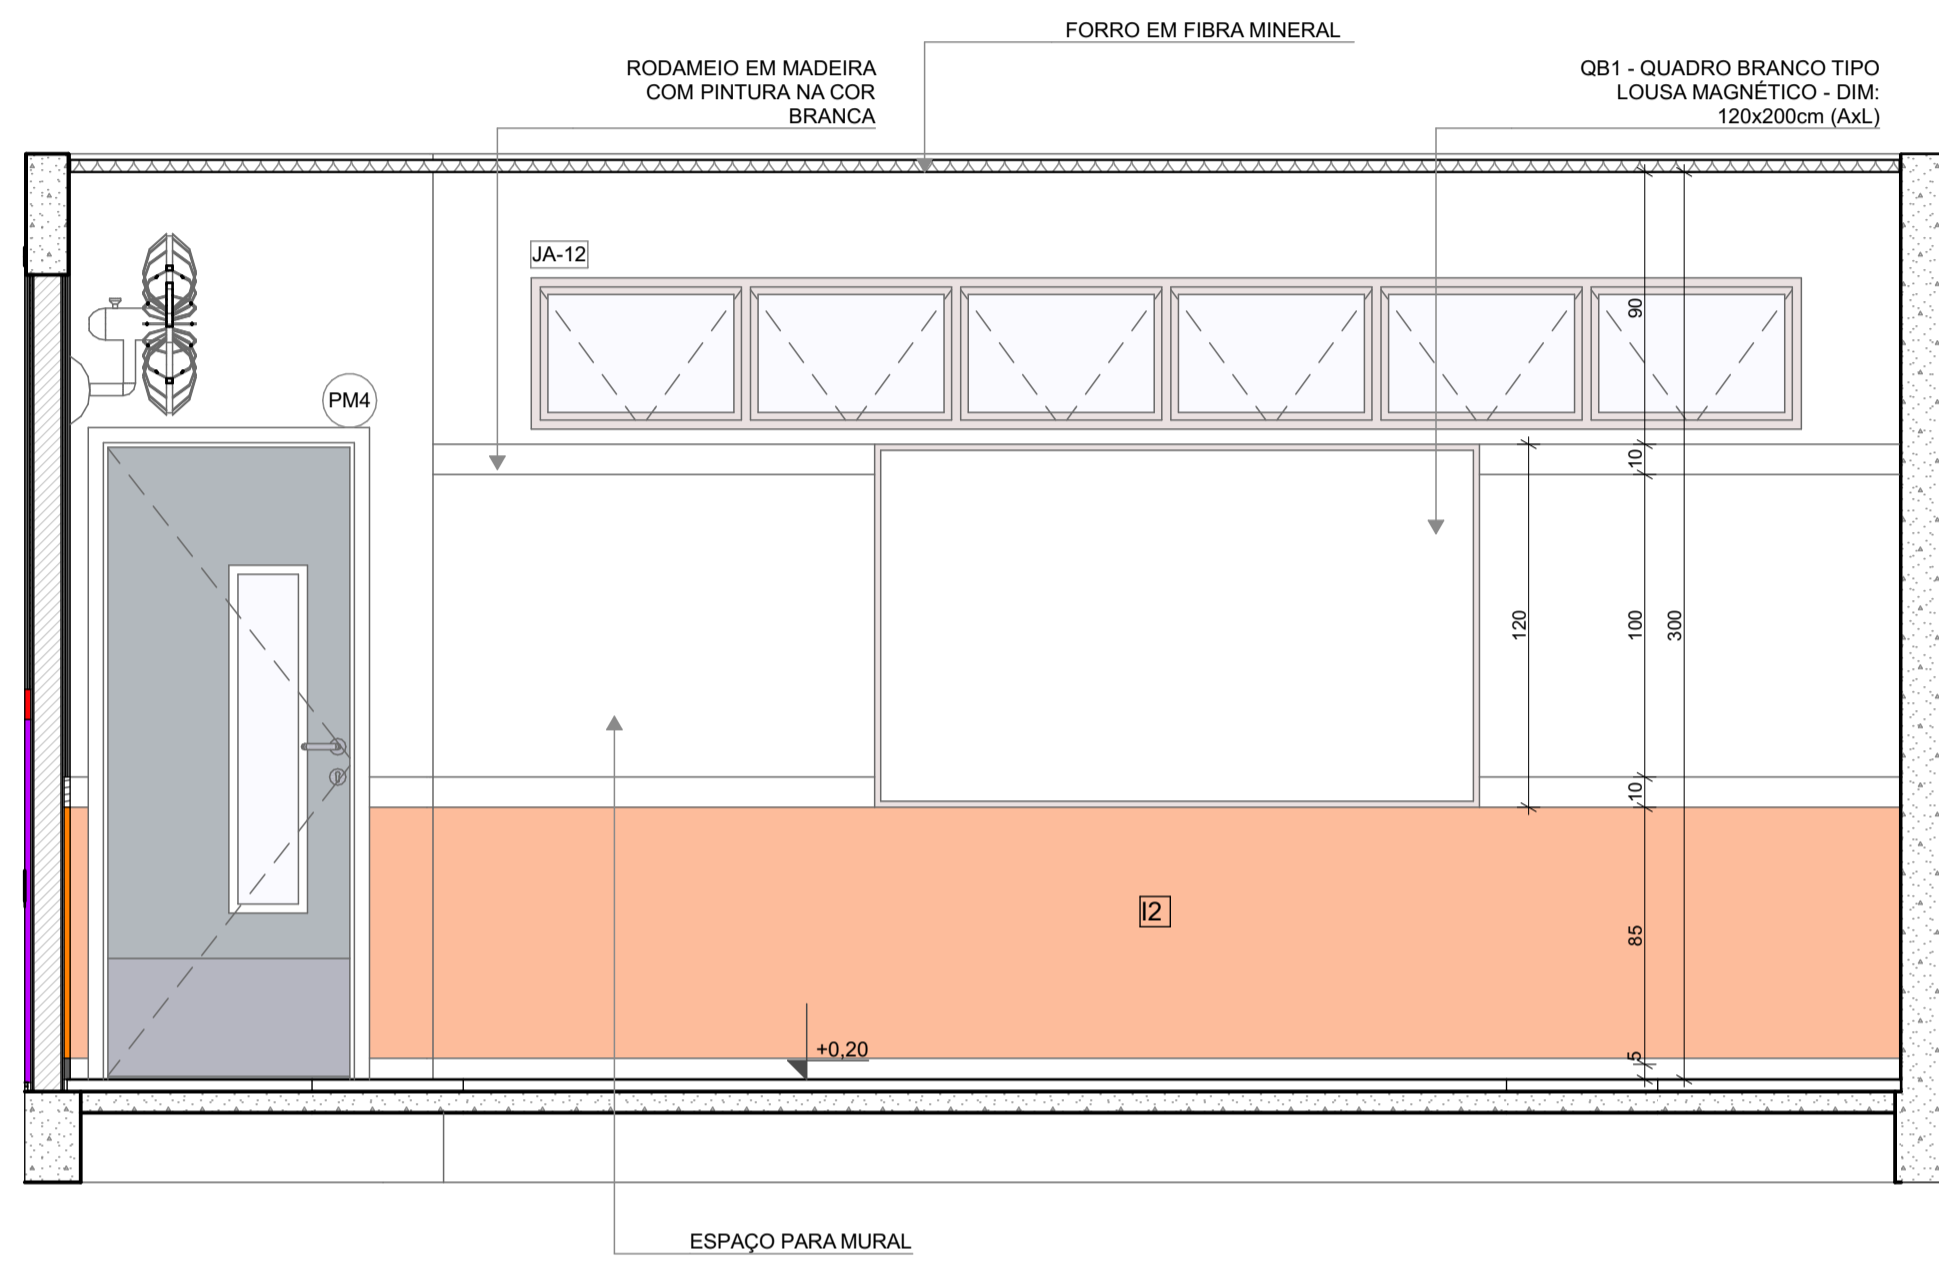 FORRO EM FIBRA MINERAL
RODAMEIO EM MADEIRA
COM PINTURA NA COR
BRANCA
QB1 - QUADRO BRANCO TIPO
LOUSA MAGNÉTICO - DIM:
120x200cm (AxL)
JA-12
90
PM4
10
120
100
300
10
I2
85
+0,20
5
ESPAÇO PARA MURAL